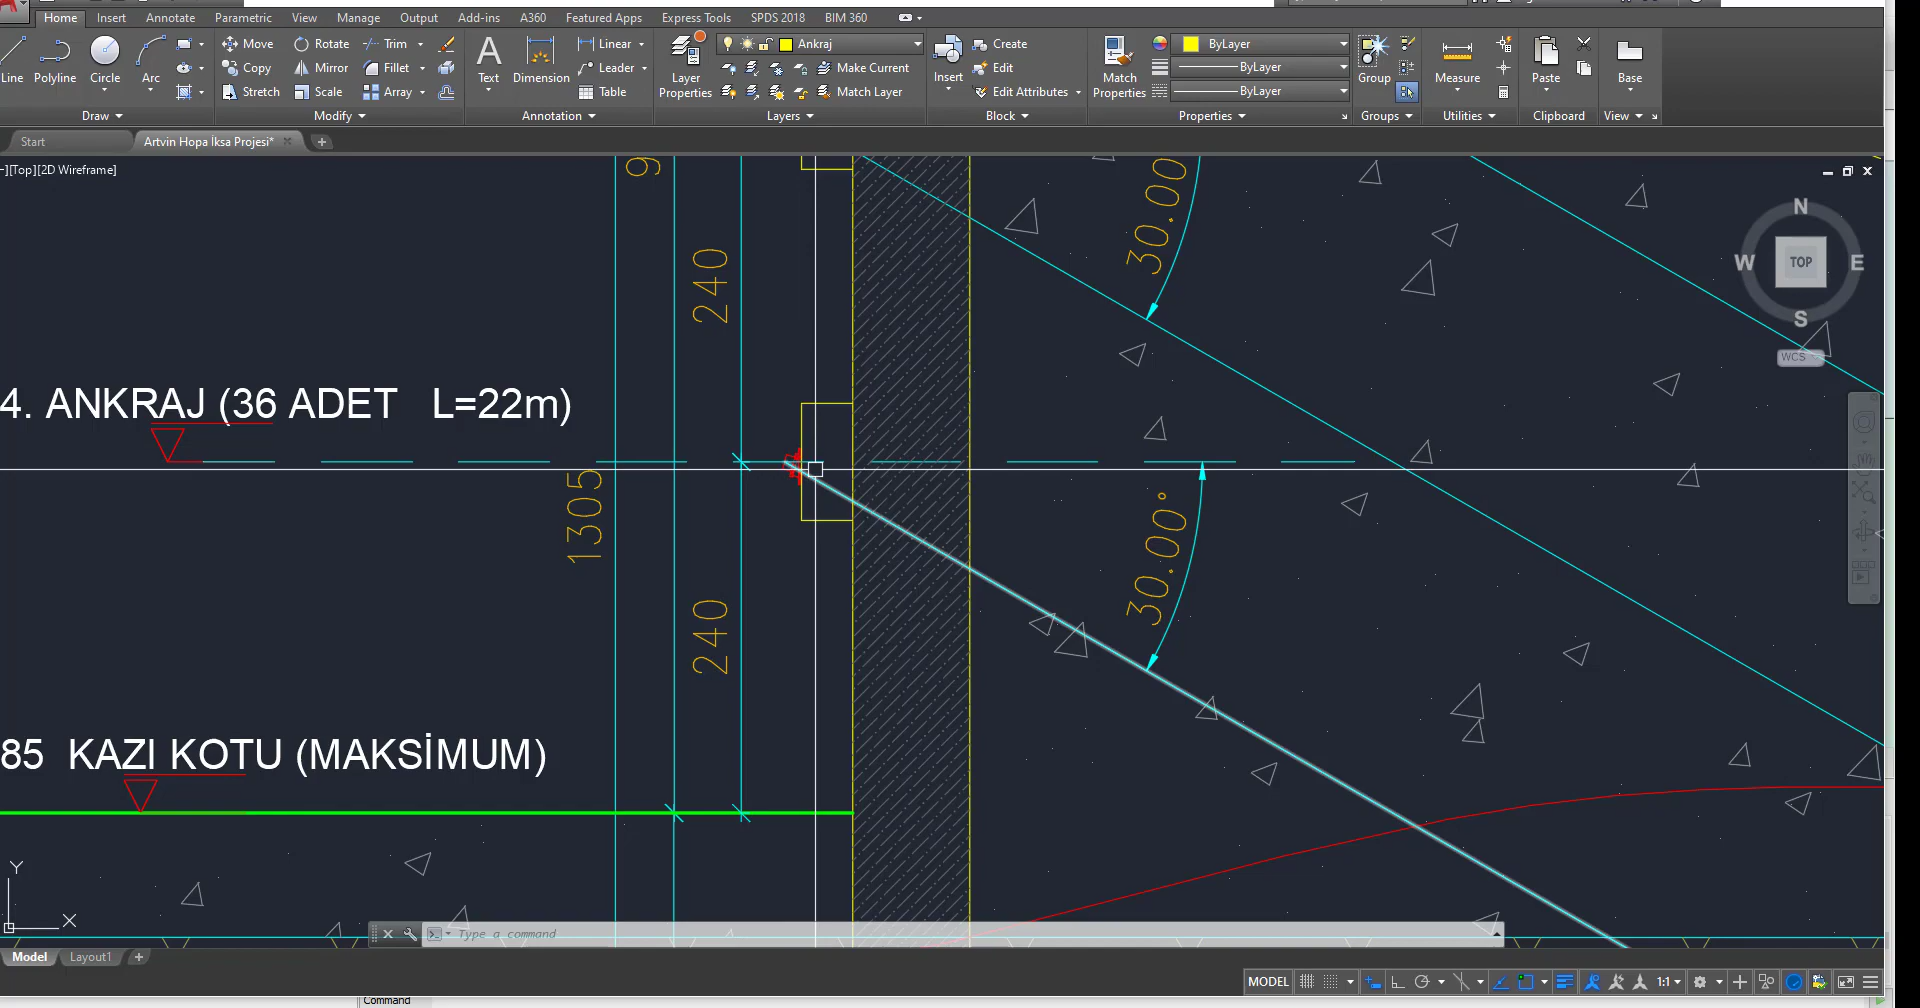 Home Insert Annotate Parametric View Manage Output Add-ins A360 Featured Apps Express Tools SPDS 2018 BIM 360
Line Polyline Circle Arc
Move Rotate Trim
Copy Mirror Fillet
Stretch Scale Array
Text Dimension
Linear
Leader
Table
Layer Properties
Ankraj
Make Current
Match Layer
Insert
Create
Edit
Edit Attributes
Match Properties
ByLayer
ByLayer
ByLayer
Group Measure Paste Base
Draw Modify Annotation Layers Block Properties Groups Utilities Clipboard View
Start Artvin Hopa İksa Projesi*
-][Top][2D Wireframe]
9
30.00
240
N
W TOP E
S
WCS
4. ANKRAJ (36 ADET L=22m)
1305
30.00°
240
85 KAZI KOTU (MAKSİMUM)
Y
X
Type a command
Model Layout1
MODEL 1:1
Command